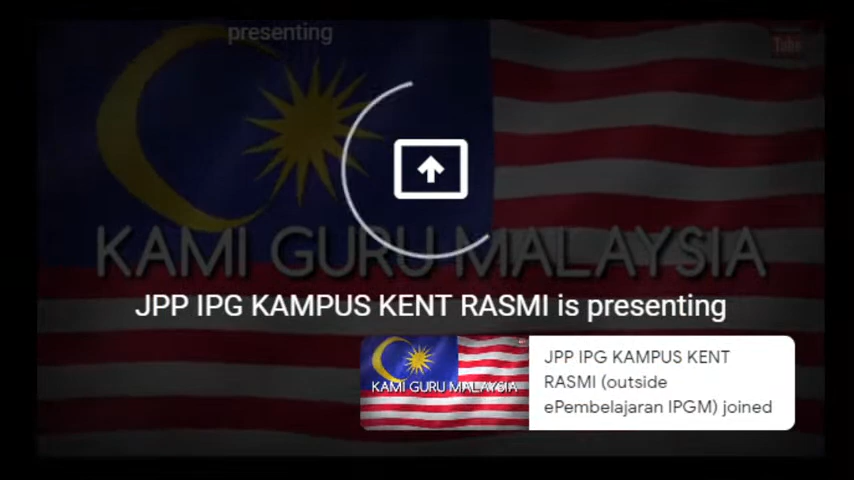 presenting
Tube
KAMI GURU MALAYSIA
JPP IPG KAMPUS KENT RASMI is presenting
KAMI GURU MALAYSIA
JPP IPG KAMPUS KENT
RASMI (outside
ePembelajaran IPGM) joined